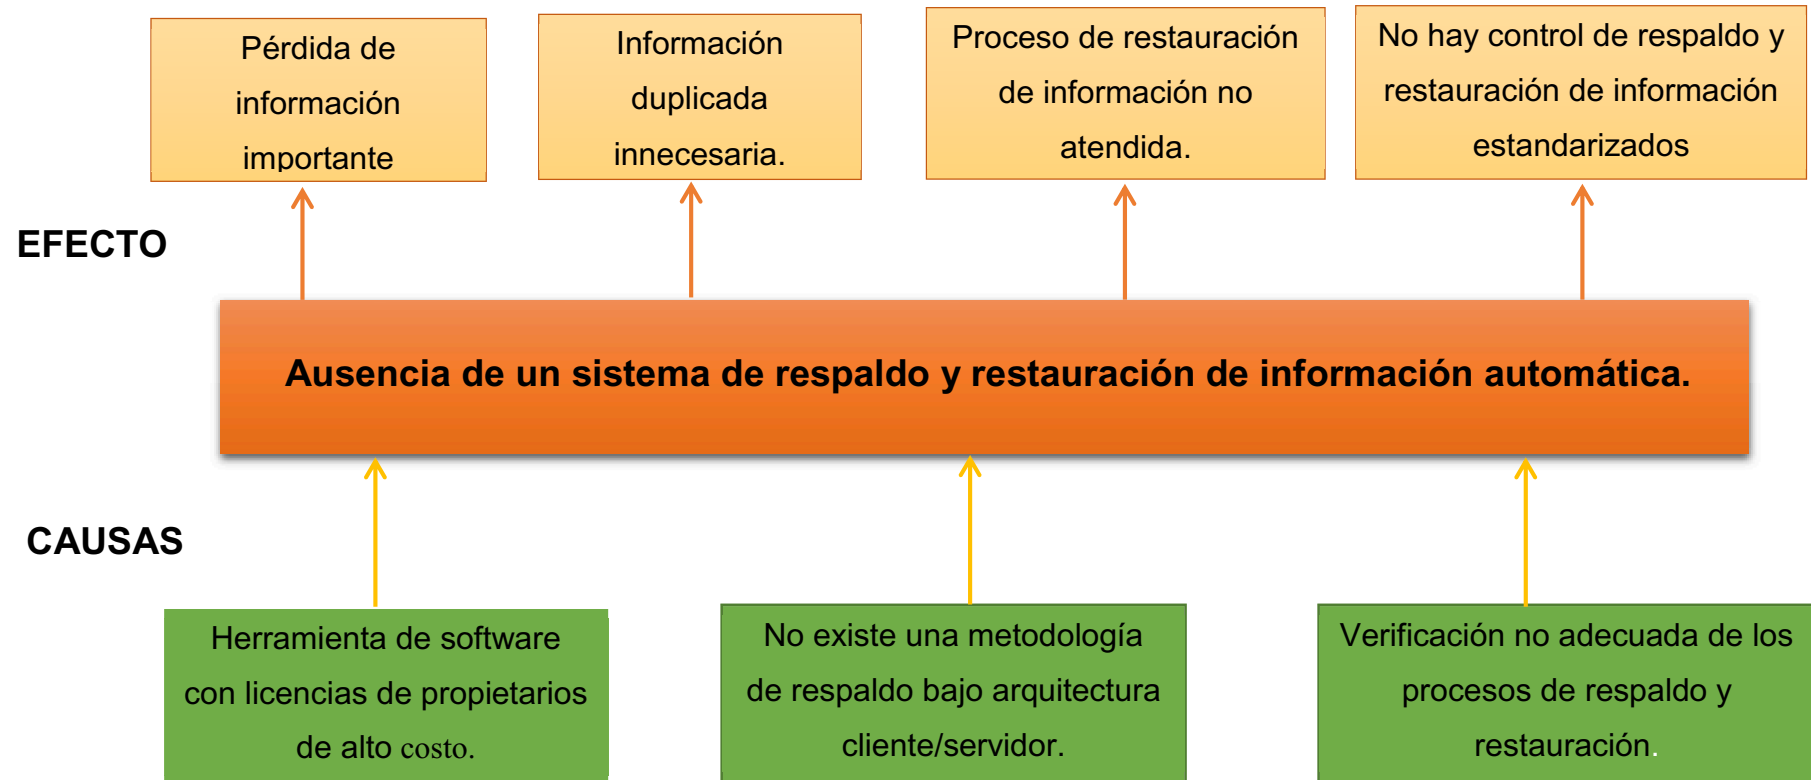 Pérdida de
información
importante
Información
duplicada
innecesaria.
Proceso de restauración
de información no
atendida.
No hay control de respaldo y
restauración de información
estandarizados
EFECTO
Ausencia de un sistema de respaldo y restauración de información automática.
CAUSAS
Herramienta de software
con licencias de propietarios
de alto costo.
No existe una metodología
de respaldo bajo arquitectura
cliente/servidor.
Verificación no adecuada de los
procesos de respaldo y
restauración.